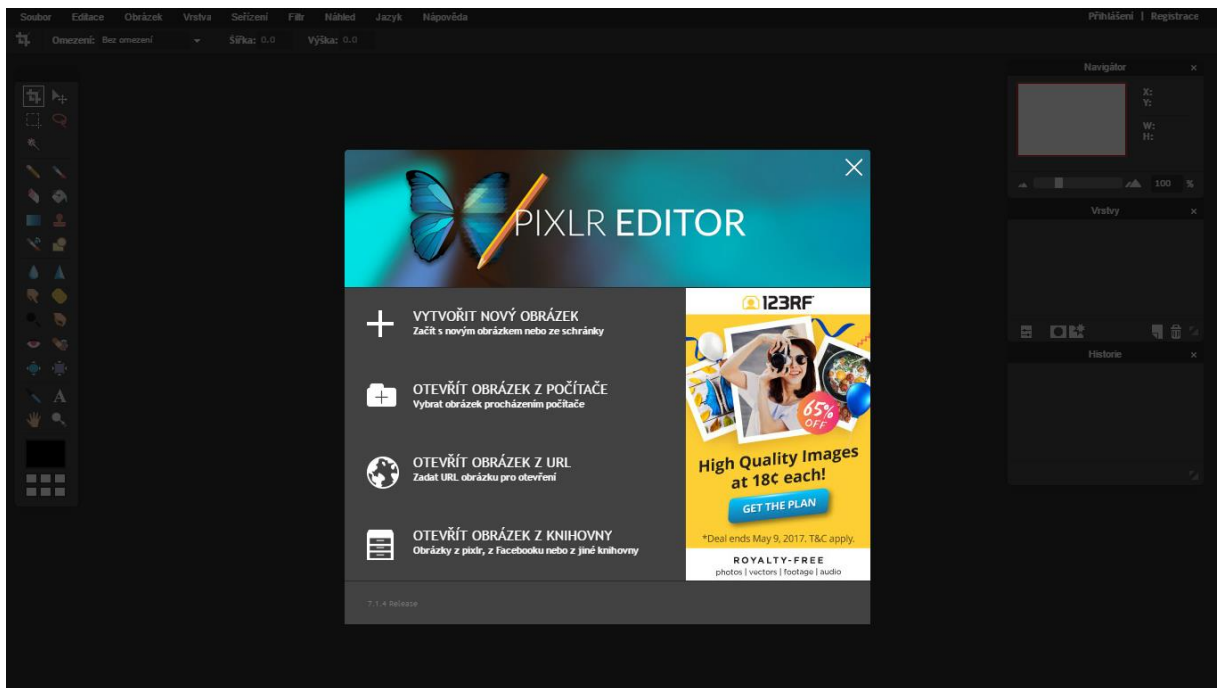 Soubor Editace Obrázek Vrstva Seřízení Filtr Náhled Jazyk Nápověda Přihlášení | Registrace
Omezení: Bez omezení Šířka: 0.0 Výška: 0.0
Navigátor
X:
Y:
W:
H:
100 %
Vrstvy
Historie
PIXLR EDITOR
VYTVOŘIT NOVÝ OBRÁZEK
Začít s novým obrázkem nebo ze schránky
OTEVŘÍT OBRÁZEK Z POČÍTAČE
Vybrat obrázek procházením počítače
OTEVŘÍT OBRÁZEK Z URL
Zadat URL obrázku pro otevření
OTEVŘÍT OBRÁZEK Z KNIHOVNY
Obrázky z pixlr, z Facebooku nebo z jiné knihovny
7.1.4 Release
123RF
65%
OFF
High Quality Images
at 18¢ each!
GET THE PLAN
*Deal ends May 9, 2017. T&C apply.
ROYALTY-FREE
photos | vectors | footage | audio